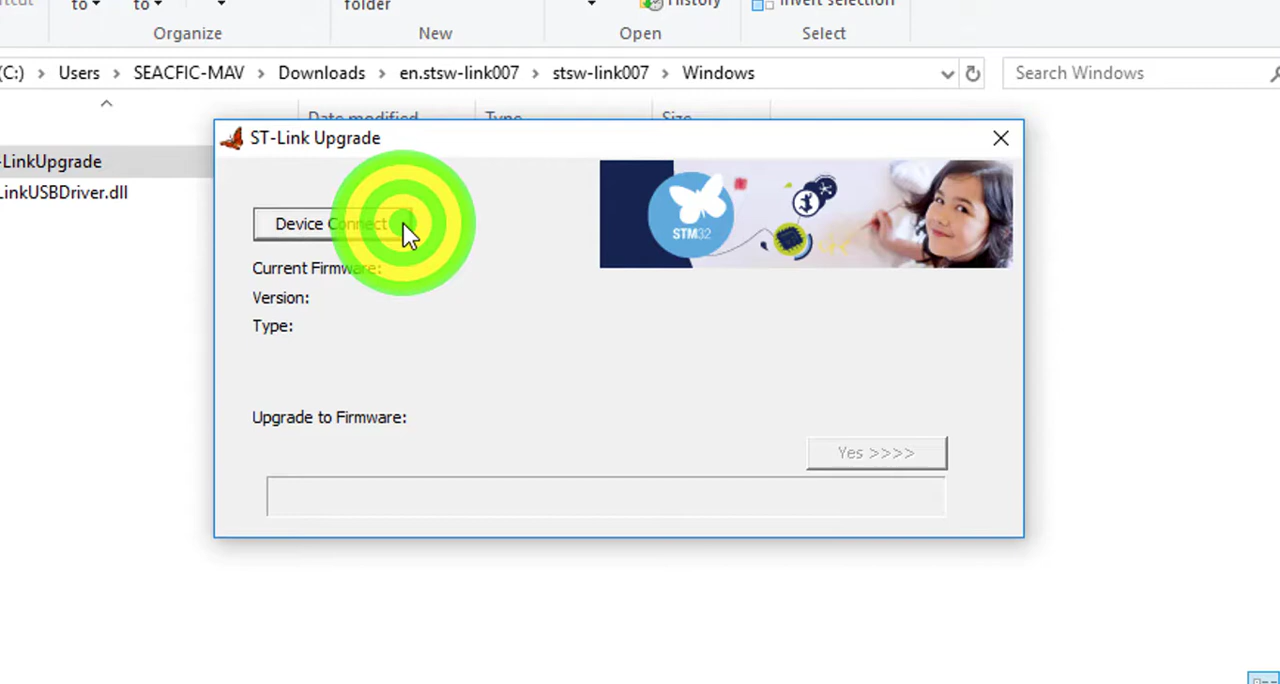 to to folder History Invert selection
Organize New Open Select
(C:) > Users > SEACFIC-MAV > Downloads > en.stsw-link007 > stsw-link007 > Windows Search Windows
Date modified Type Size
ST-Link Upgrade
-LinkUpgrade
LinkUSBDriver.dll
STM32
Device Connect
Current Firmware:
Version:
Type:
Upgrade to Firmware:
Yes >>>>